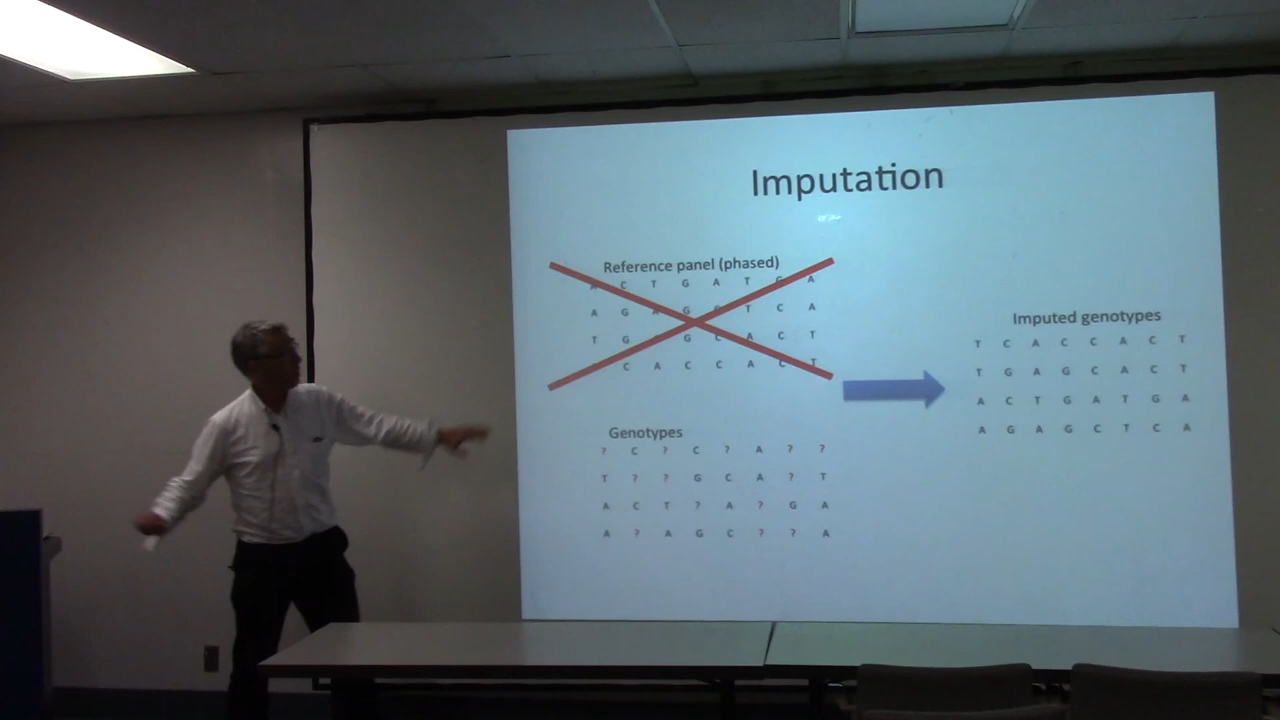 Imputation
Reference panel (phased)
A C T G A T G A
A G A G C T C A
T G G C A C T
C A C C A C T
Genotypes
? C ? C ? A ? ?
T ? ? G C A ? T
A C T ? A ? G A
A ? A G C ? ? A
Imputed genotypes
T C A C C A C T
T G A G C A C T
A C T G A T G A
A G A G C T C A